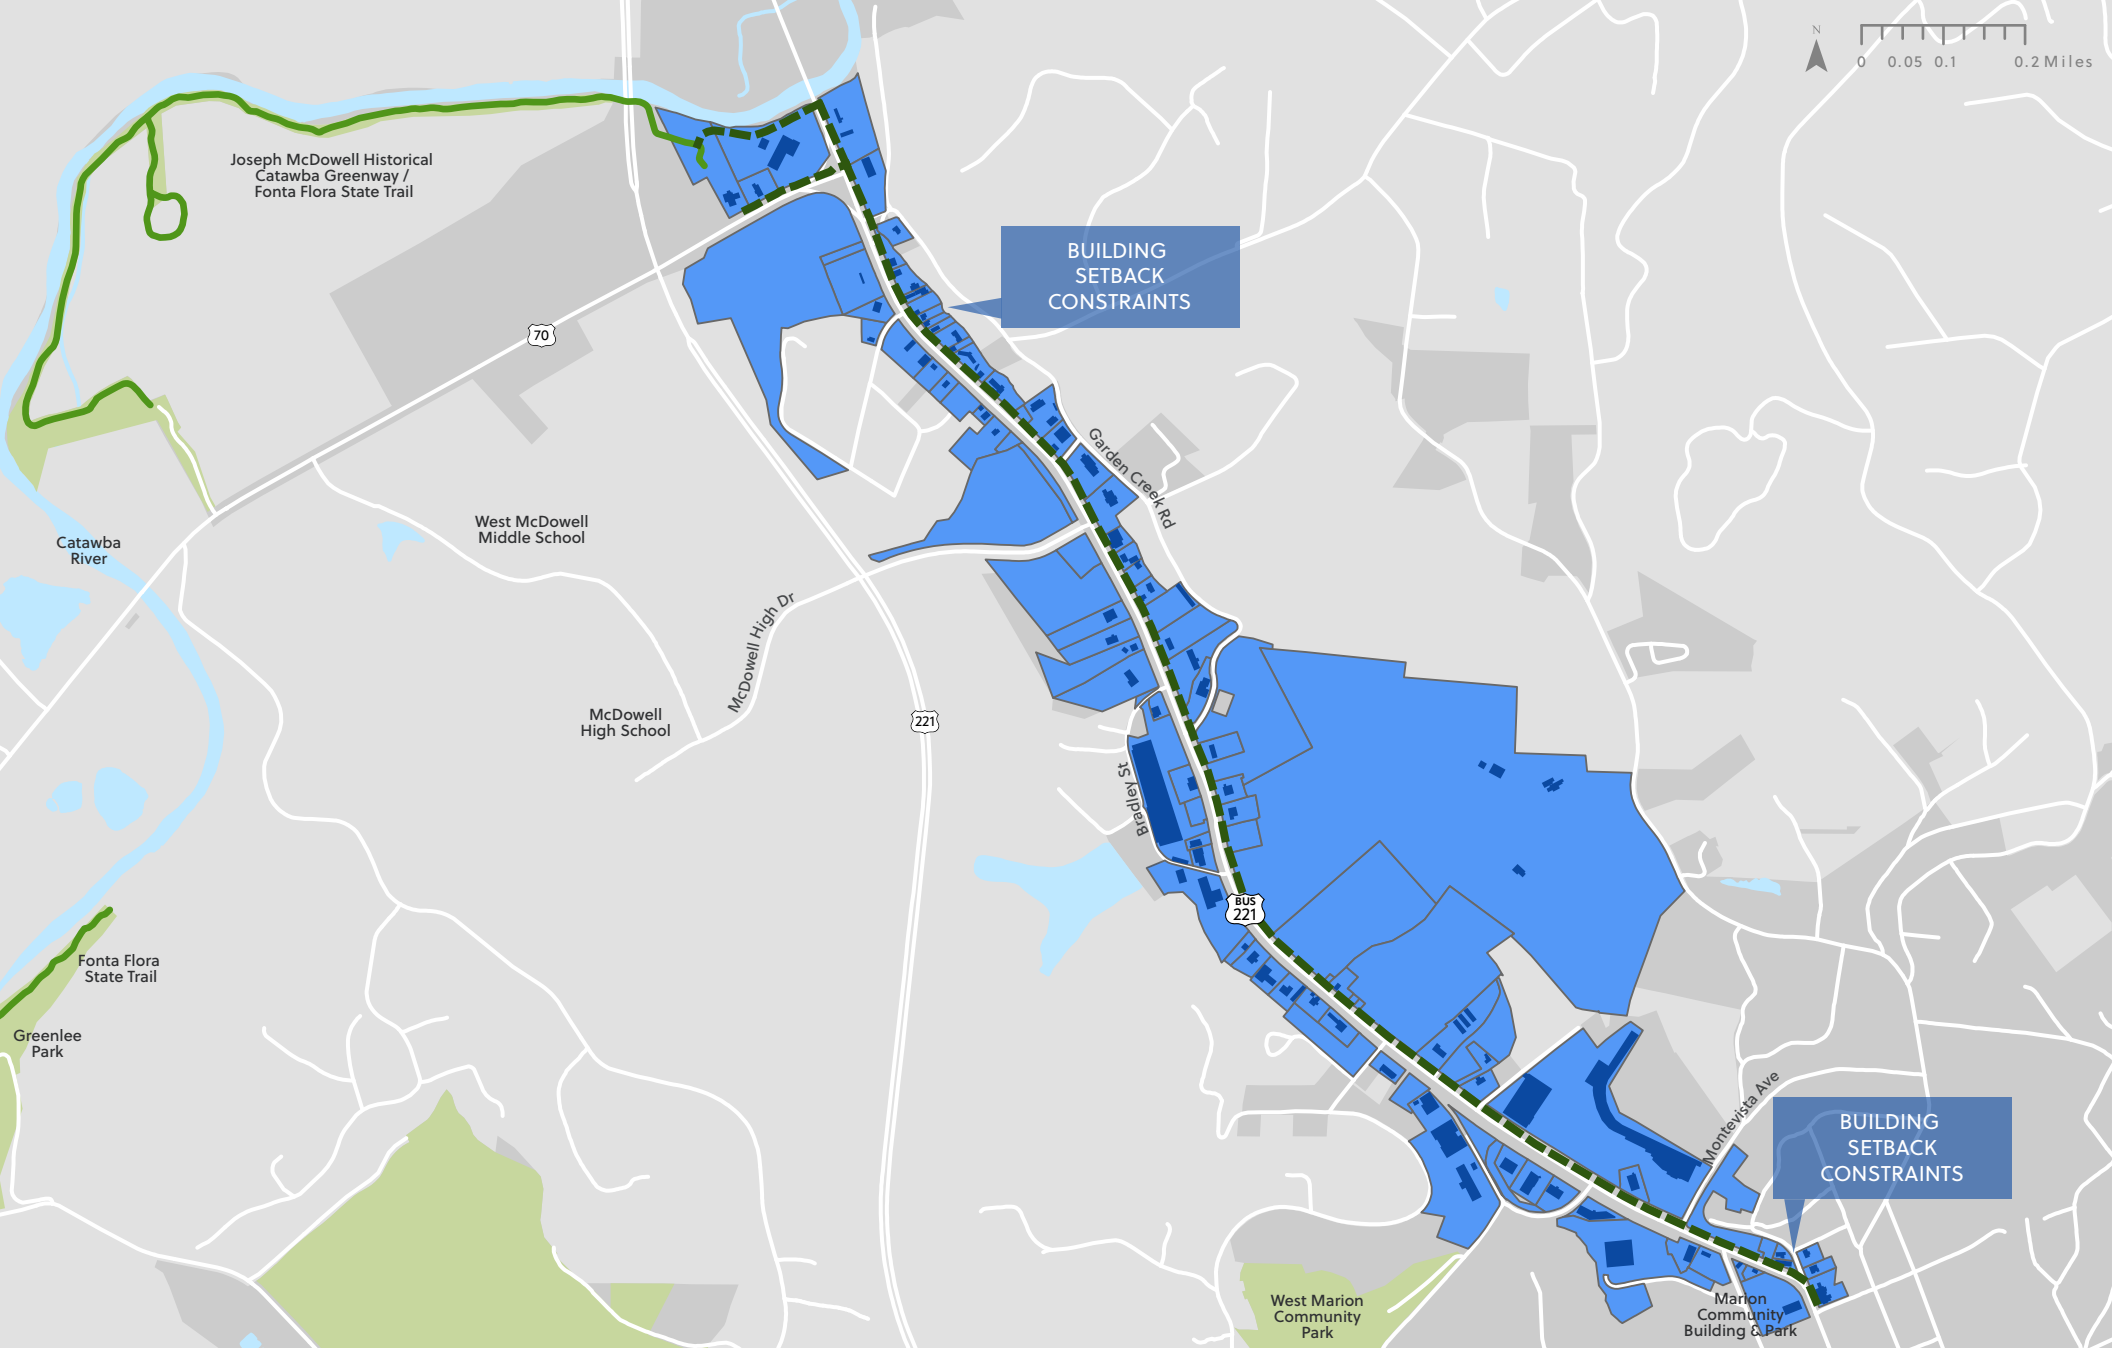 N
0 0.05 0.1 0.2 Miles
Joseph McDowell Historical
Catawba Greenway /
Fonta Flora State Trail
BUILDING
SETBACK
CONSTRAINTS
70
Garden Creek Rd
West McDowell
Middle School
Catawba
River
McDowell High Dr
McDowell
High School
221
Bradley St
BUS
221
Fonta Flora
State Trail
Greenlee
Park
Montevista Ave
BUILDING
SETBACK
CONSTRAINTS
West Marion
Community
Park
Marion
Community
Building & Park